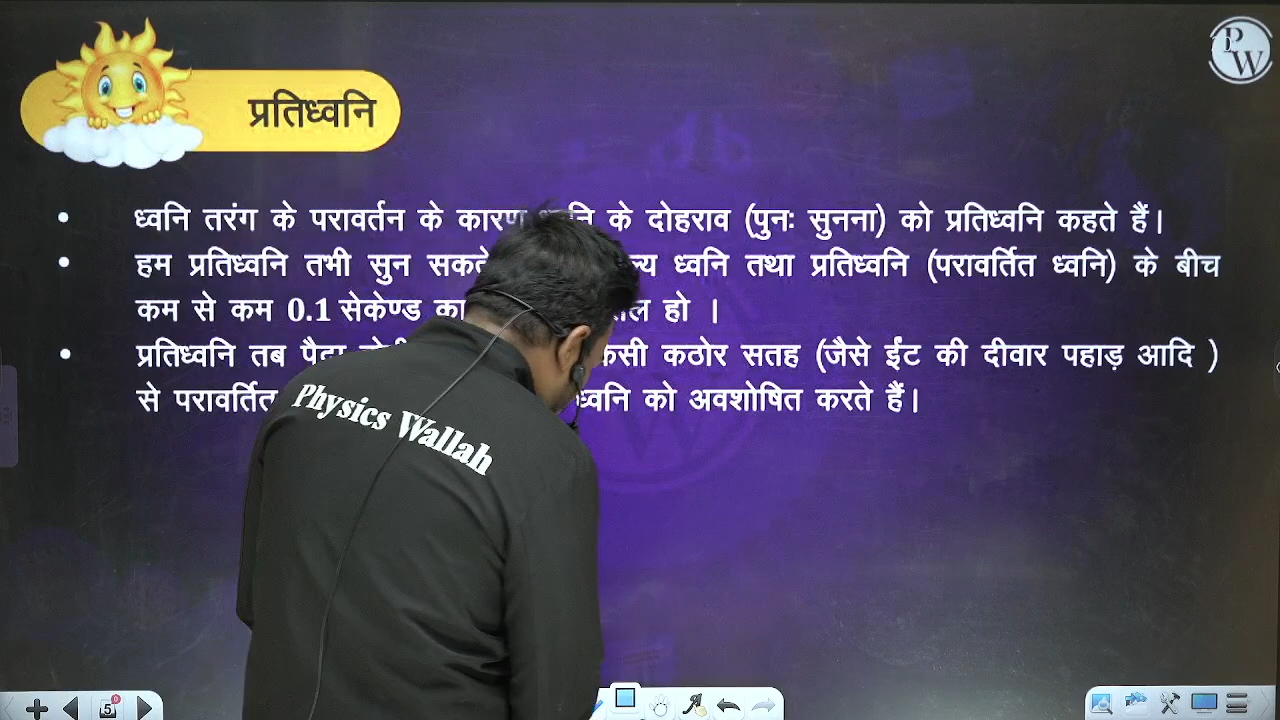 प्रतिध्वनि
PW
ध्वनि तरंग के परावर्तन के कारण के दोहराव (पुनः सुनना) को प्रतिध्वनि कहते हैं।
हम प्रतिध्वनि तभी सुन सकते ध्वनि तथा प्रतिध्वनि (परावर्तित ध्वनि) के बीच
कम से कम 0.1 सेकेण्ड का हो ।
प्रतिध्वनि तब कठोर सतह (जैसे ईंट की दीवार पहाड़ आदि )
से परावर्तित ध्वनि को अवशोषित करते हैं।
Physics Wallah
5